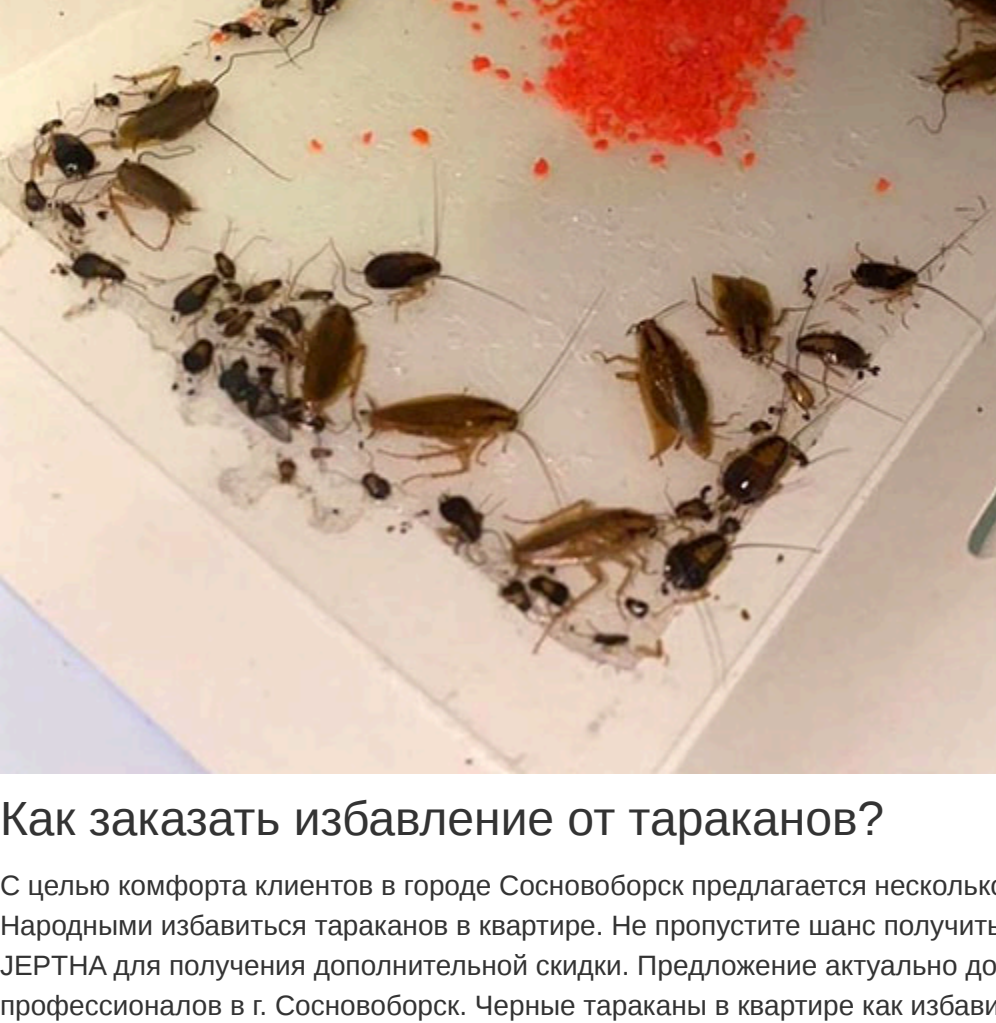 Как заказать избавление от тараканов?
С целью комфорта клиентов в городе Сосновоборск предлагается несколько
Народными избавиться тараканов в квартире. Не пропустите шанс получить
JEPTHA для получения дополнительной скидки. Предложение актуально до
профессионалов в г. Сосновоборск. Черные тараканы в квартире как избави